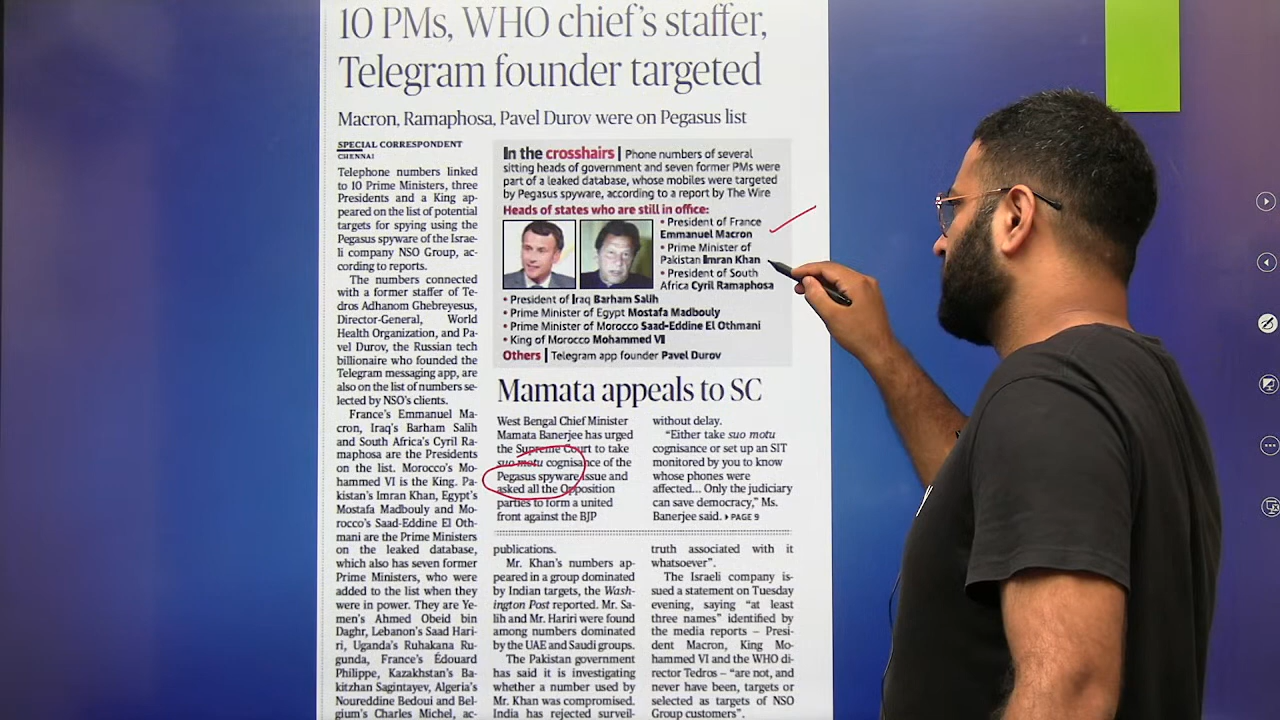 10 PMs, WHO chief's staffer,
Telegram founder targeted
Macron, Ramaphosa, Pavel Durov were on Pegasus list
SPECIAL CORRESPONDENT
CHENNAI
Telephone numbers linked
to 10 Prime Ministers, three
Presidents and a King ap-
peared on the list of potential
targets for spying using the
Pegasus spyware of the Israe-
li company NSO Group, ac-
cording to reports.
The numbers connected
with a former staffer of Te-
dros Adhanom Ghebreyesus,
Director-General, World
Health Organization, and Pa-
vel Durov, the Russian tech
billionaire who founded the
Telegram messaging app, are
also on the list of numbers se-
lected by NSO's clients.
France's Emmanuel Ma-
cron, Iraq's Barham Salih
and South Africa's Cyril Ra-
maphosa are the Presidents
on the list. Morocco's Mo-
hammed VI is the King. Pa-
kistan's Imran Khan, Egypt's
Mostafa Madbouly and Mo-
rocco's Saad-Eddine El Oth-
mani are the Prime Ministers
on the leaked database,
which also has seven former
Prime Ministers, who were
added to the list when they
were in power. They are Ye-
men's Ahmed Obeid bin
Daghr, Lebanon's Saad Hari-
ri, Uganda's Ruhakana Ru-
gunda, France's Édouard
Philippe, Kazakhstan's Ba-
kitzhan Sagintayev, Algeria's
Noureddine Bedoui and Bel-
gium's Charles Michel, ac-
In the crosshairs | Phone numbers of several
sitting heads of government and seven former PMs were
part of a leaked database, whose mobiles were targeted
by Pegasus spyware, according to a report by The Wire
Heads of states who are still in office:
• President of France
Emmanuel Macron
• Prime Minister of
Pakistan Imran Khan
• President of South
Africa Cyril Ramaphosa
• President of Iraq Barham Salih
• Prime Minister of Egypt Mostafa Madbouly
• Prime Minister of Morocco Saad-Eddine El Othmani
• King of Morocco Mohammed VI
Others | Telegram app founder Pavel Durov
Mamata appeals to SC
West Bengal Chief Minister
Mamata Banerjee has urged
the Supreme Court to take
suo motu cognisance of the
Pegasus spyware issue and
asked all the Opposition
parties to form a united
front against the BJP
without delay.
"Either take suo motu
cognisance or set up an SIT
monitored by you to know
whose phones were
affected... Only the judiciary
can save democracy," Ms.
Banerjee said. ▸ PAGE 9
publications.
Mr. Khan's numbers ap-
peared in a group dominated
by Indian targets, the Wash-
ington Post reported. Mr. Sa-
lih and Mr. Hariri were found
among numbers dominated
by the UAE and Saudi groups.
The Pakistan government
has said it is investigating
whether a number used by
Mr. Khan was compromised.
India has rejected surveil-
truth associated with it
whatsoever".
The Israeli company is-
sued a statement on Tuesday
evening, saying "at least
three names" identified by
the media reports – Presi-
dent Macron, King Mo-
hammed VI and the WHO di-
rector Tedros – "are not, and
never have been, targets or
selected as targets of NSO
Group customers".